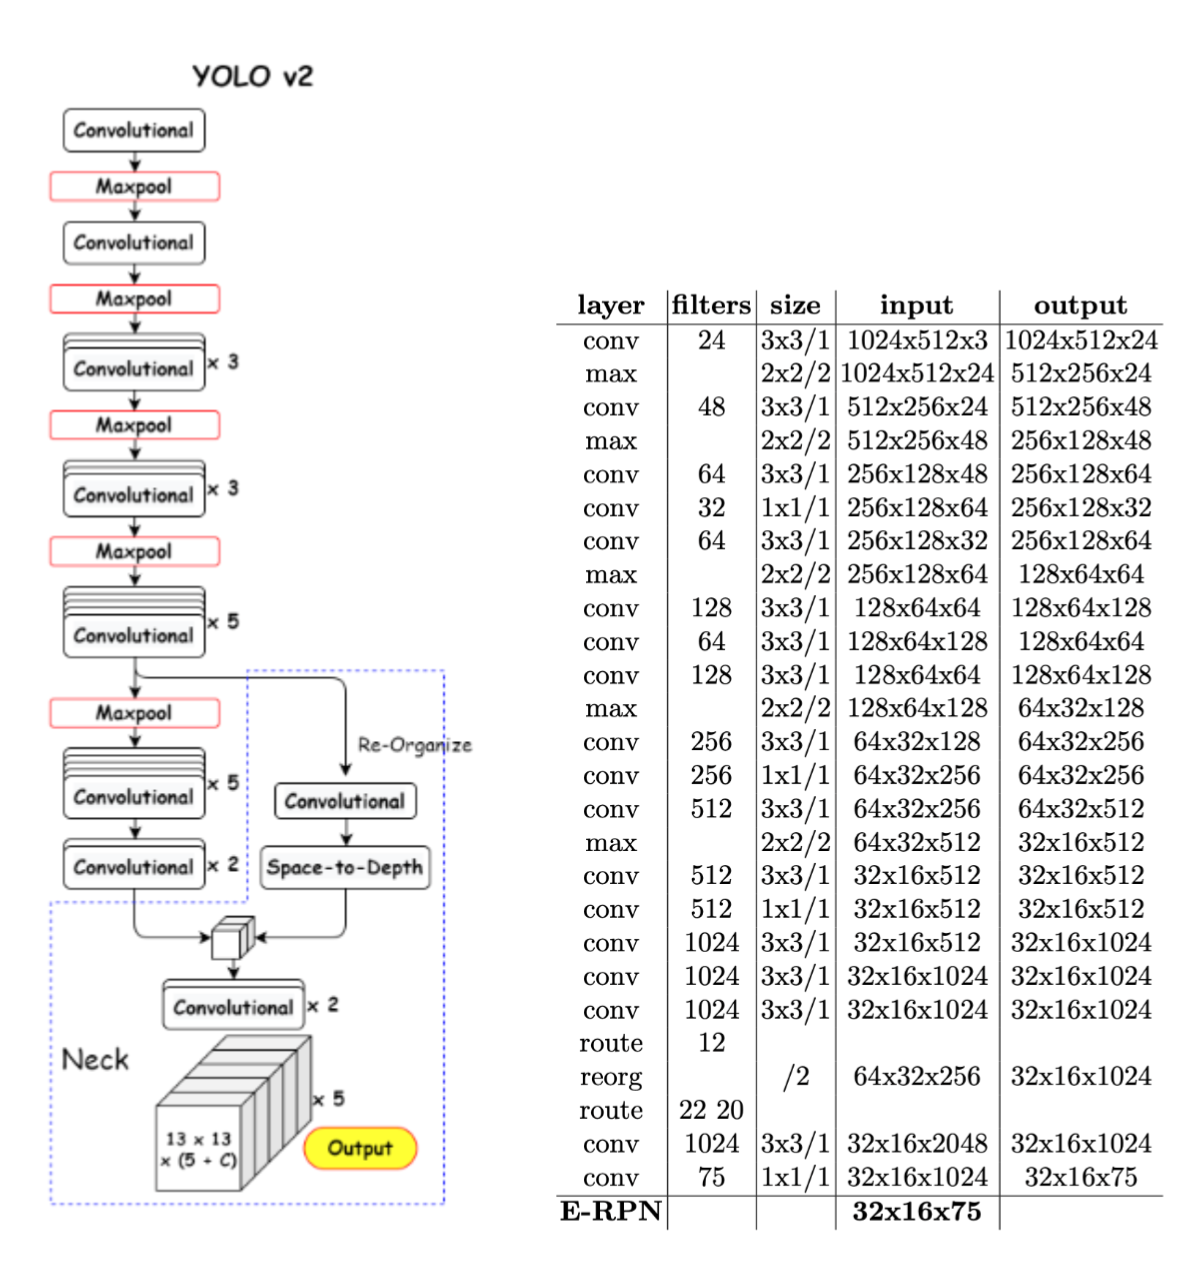 YOLO v2
Convolutional
Maxpool
Convolutional
Maxpool
Convolutional x 3
Maxpool
Convolutional x 3
Maxpool
Convolutional x 5
Maxpool
Re-Organize
Convolutional x 5
Convolutional
Convolutional x 2
Space-to-Depth
Convolutional x 2
Neck
x 5
13 x 13
x (5 + C)
Output
layer filters size input output
conv 24 3x3/1 1024x512x3 1024x512x24
max 2x2/2 1024x512x24 512x256x24
conv 48 3x3/1 512x256x24 512x256x48
max 2x2/2 512x256x48 256x128x48
conv 64 3x3/1 256x128x48 256x128x64
conv 32 1x1/1 256x128x64 256x128x32
conv 64 3x3/1 256x128x32 256x128x64
max 2x2/2 256x128x64 128x64x64
conv 128 3x3/1 128x64x64 128x64x128
conv 64 3x3/1 128x64x128 128x64x64
conv 128 3x3/1 128x64x64 128x64x128
max 2x2/2 128x64x128 64x32x128
conv 256 3x3/1 64x32x128 64x32x256
conv 256 1x1/1 64x32x256 64x32x256
conv 512 3x3/1 64x32x256 64x32x512
max 2x2/2 64x32x512 32x16x512
conv 512 3x3/1 32x16x512 32x16x512
conv 512 1x1/1 32x16x512 32x16x512
conv 1024 3x3/1 32x16x512 32x16x1024
conv 1024 3x3/1 32x16x1024 32x16x1024
conv 1024 3x3/1 32x16x1024 32x16x1024
route 12
reorg /2 64x32x256 32x16x1024
route 22 20
conv 1024 3x3/1 32x16x2048 32x16x1024
conv 75 1x1/1 32x16x1024 32x16x75
E-RPN 32x16x75